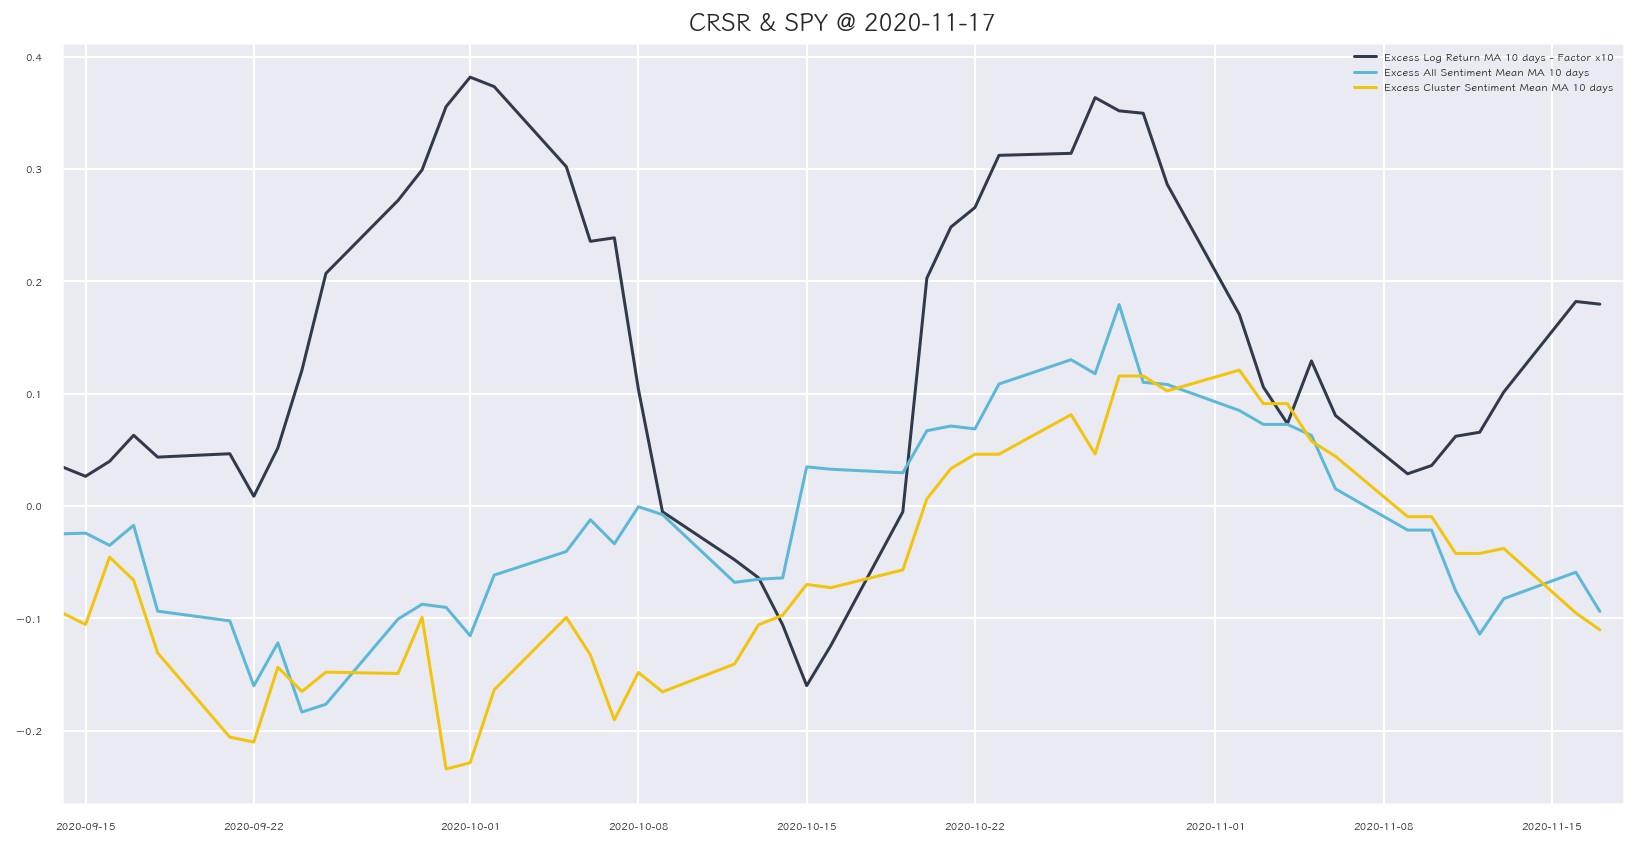 CRSR & SPY @ 2020-11-17
Excess Log Return MA 10 days - Factor x10
Excess All Sentiment Mean MA 10 days
Excess Cluster Sentiment Mean MA 10 days
0.4
0.3
0.2
0.1
0.0
−0.1
−0.2
2020-09-15 2020-09-22 2020-10-01 2020-10-08 2020-10-15 2020-10-22 2020-11-01 2020-11-08 2020-11-15